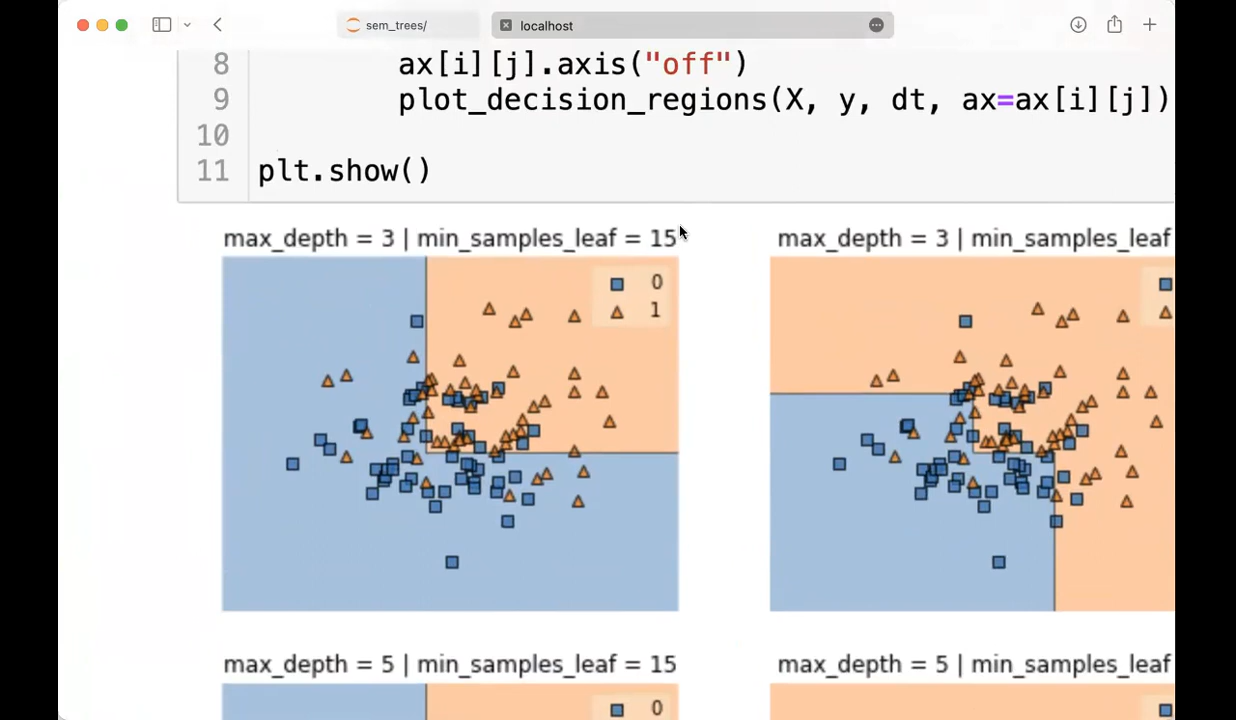 sem_trees/
localhost
8 ax[i][j].axis("off")
9 plot_decision_regions(X, y, dt, ax=ax[i][j])
10
11 plt.show()
max_depth = 3 | min_samples_leaf = 15
max_depth = 3 | min_samples_leaf
0
1
max_depth = 5 | min_samples_leaf = 15
max_depth = 5 | min_samples_leaf
0